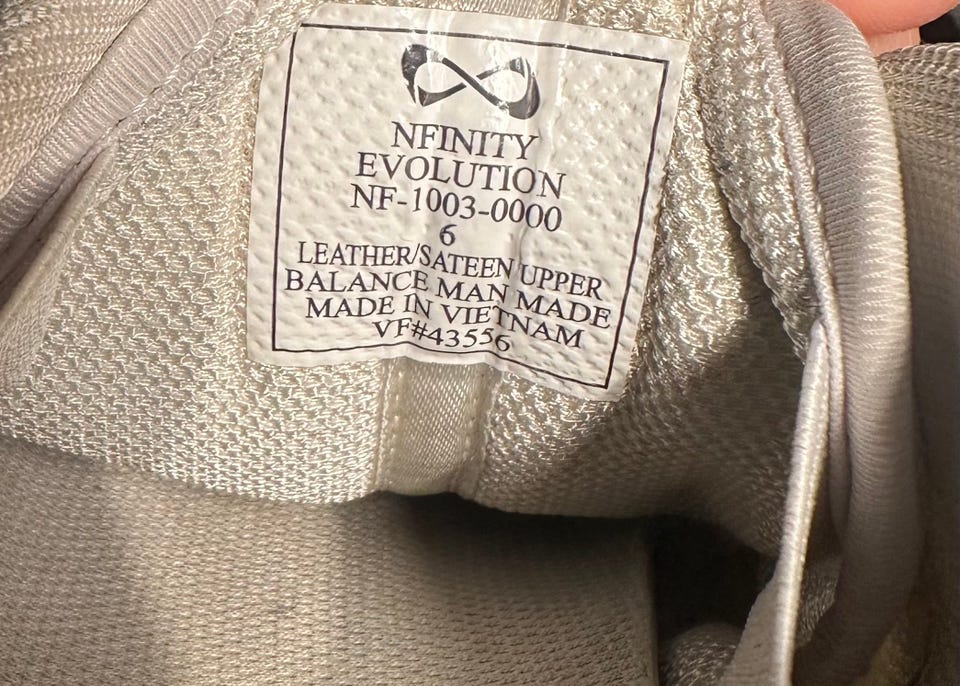 NFINITY
EVOLUTION
NF-1003-0000
6
LEATHER/SATEEN UPPER
BALANCE MAN MADE
MADE IN VIETNAM
VF#43556